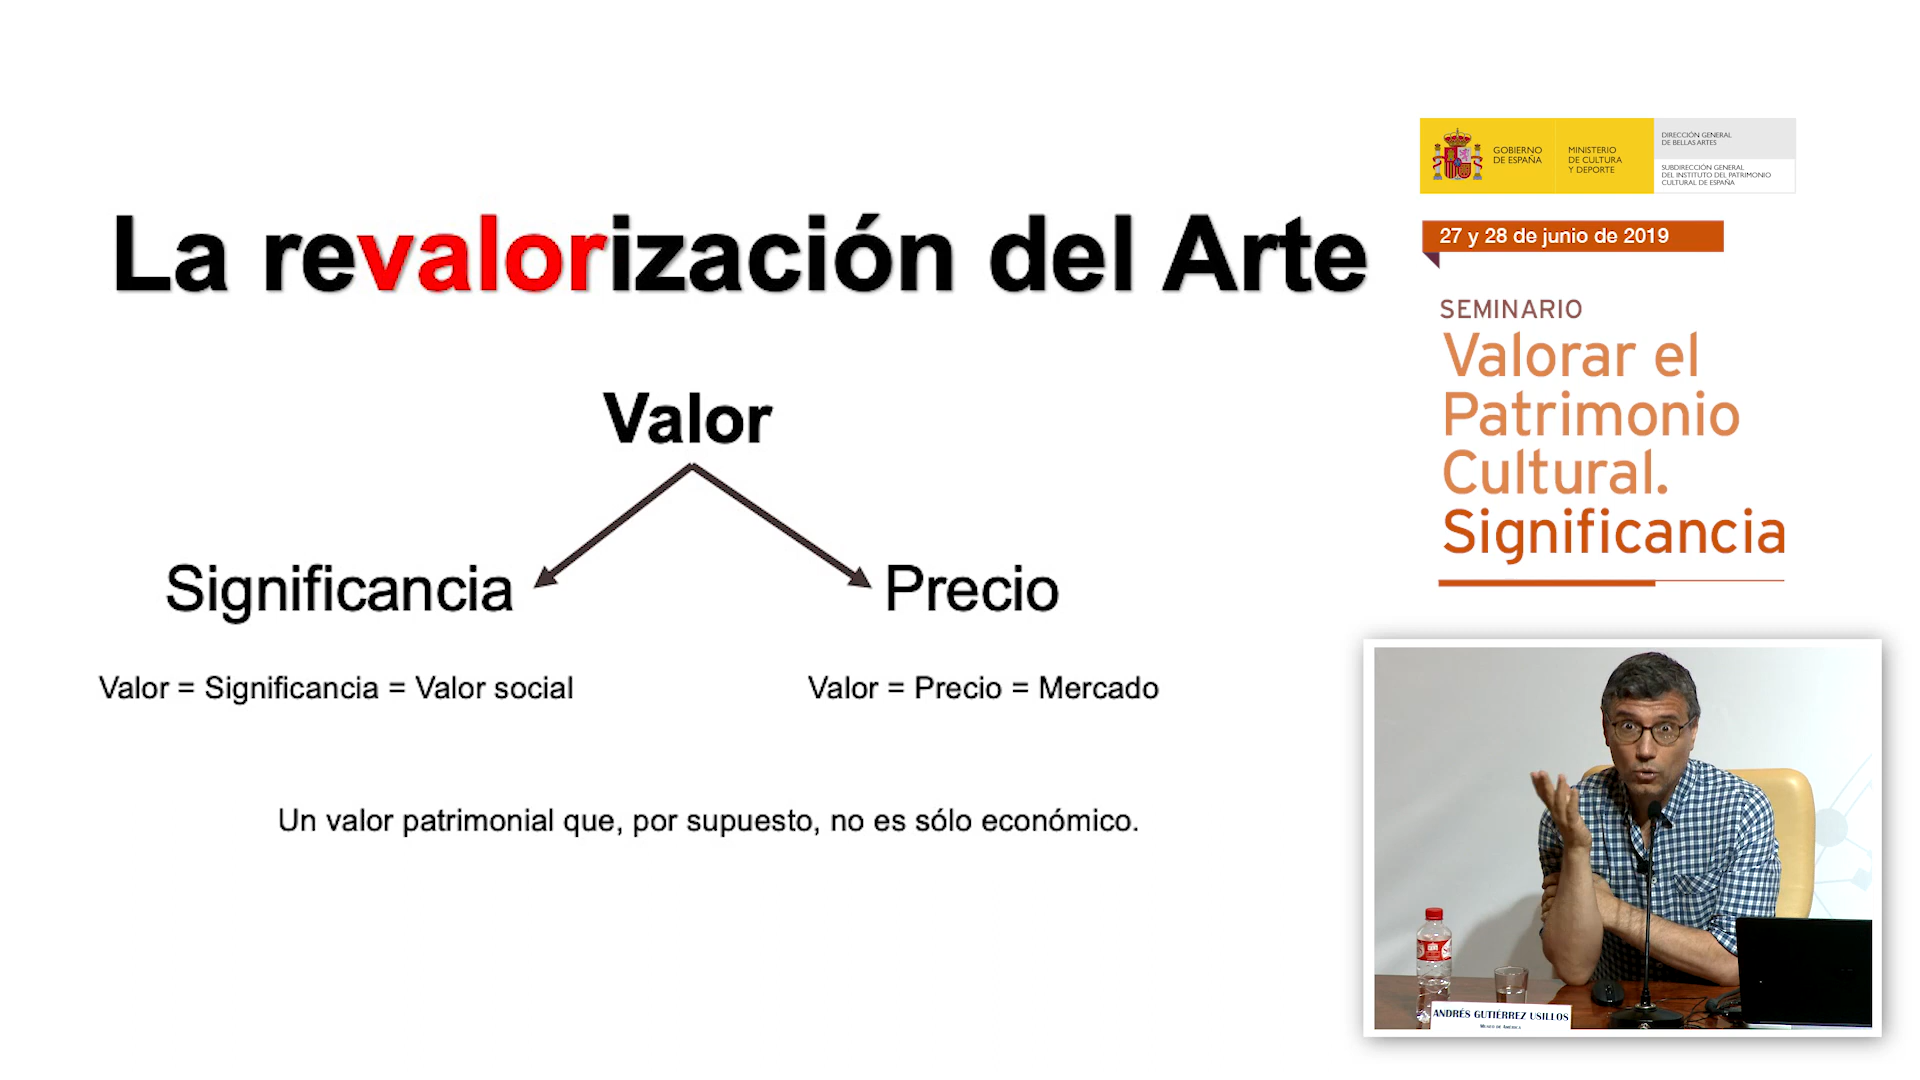 La revalorización del Arte
Valor
Significancia
Precio
Valor = Significancia = Valor social
Valor = Precio = Mercado
Un valor patrimonial que, por supuesto, no es sólo económico.
GOBIERNO
DE ESPAÑA
MINISTERIO
DE CULTURA
Y DEPORTE
DIRECCIÓN GENERAL
DE BELLAS ARTES
SUBDIRECCIÓN GENERAL
DEL INSTITUTO DEL PATRIMONIO
CULTURAL DE ESPAÑA
27 y 28 de junio de 2019
SEMINARIO
Valorar el
Patrimonio
Cultural.
Significancia
ANDRÉS GUTIÉRREZ USILLOS
MUSEO DE AMÉRICA